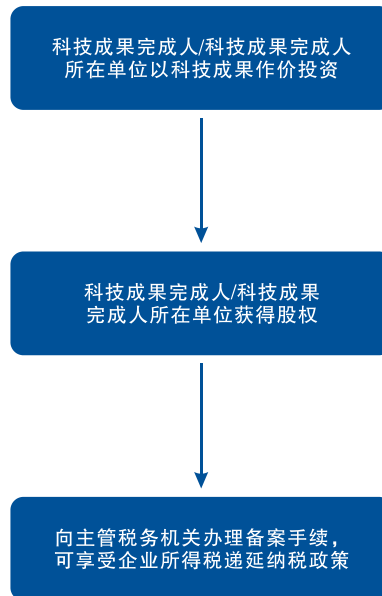 科技成果完成人/科技成果完成人
所在单位以科技成果作价投资
科技成果完成人/科技成果
完成人所在单位获得股权
向主管税务机关办理备案手续，
可享受企业所得税递延纳税政策